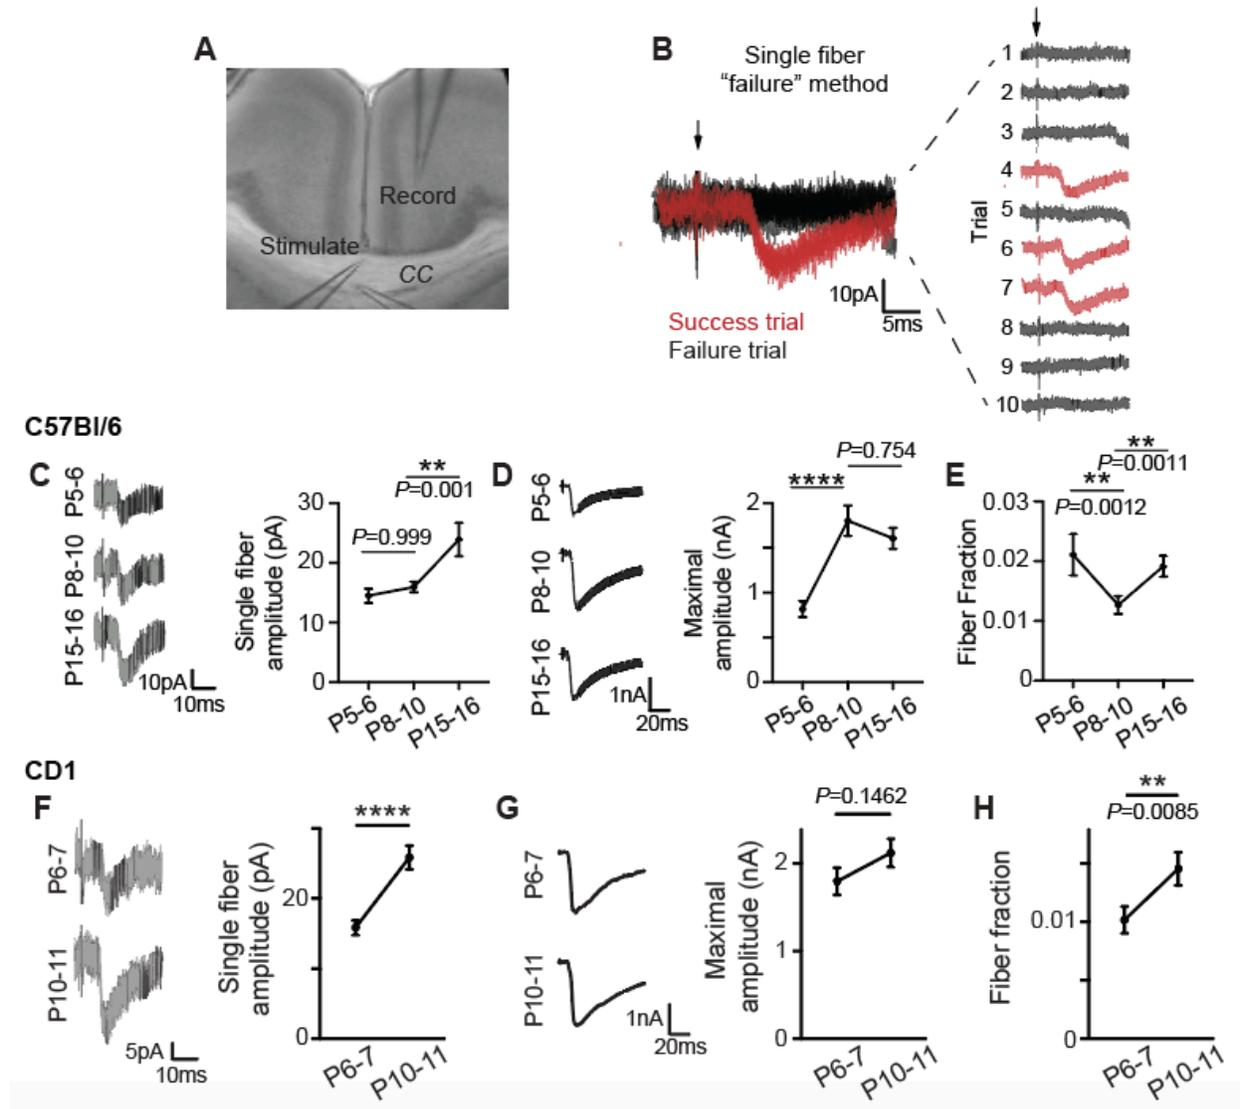 A
Record
Stimulate
CC
B
Single fiber
“failure” method
10pA
5ms
Success trial
Failure trial
Trial
1
2
3
4
5
6
7
8
9
10
C57Bl/6
C
P5-6
P8-10
P15-16
10pA
10ms
Single fiber
amplitude (pA)
30
20
10
0
P=0.999
**
P=0.001
P5-6
P8-10
P15-16
D
P5-6
P8-10
P15-16
1nA
20ms
Maximal
amplitude (nA)
2
1
0
****
P=0.754
P5-6
P8-10
P15-16
E
**
P=0.0011
**
P=0.0012
Fiber Fraction
0.03
0.02
0.01
0
P5-6
P8-10
P15-16
CD1
F
P6-7
P10-11
5pA
10ms
Single fiber
amplitude (pA)
20
0
****
P6-7
P10-11
G
P6-7
P10-11
1nA
20ms
Maximal
amplitude (nA)
2
1
0
P=0.1462
P6-7
P10-11
H
**
P=0.0085
Fiber fraction
0.01
0
P6-7
P10-11